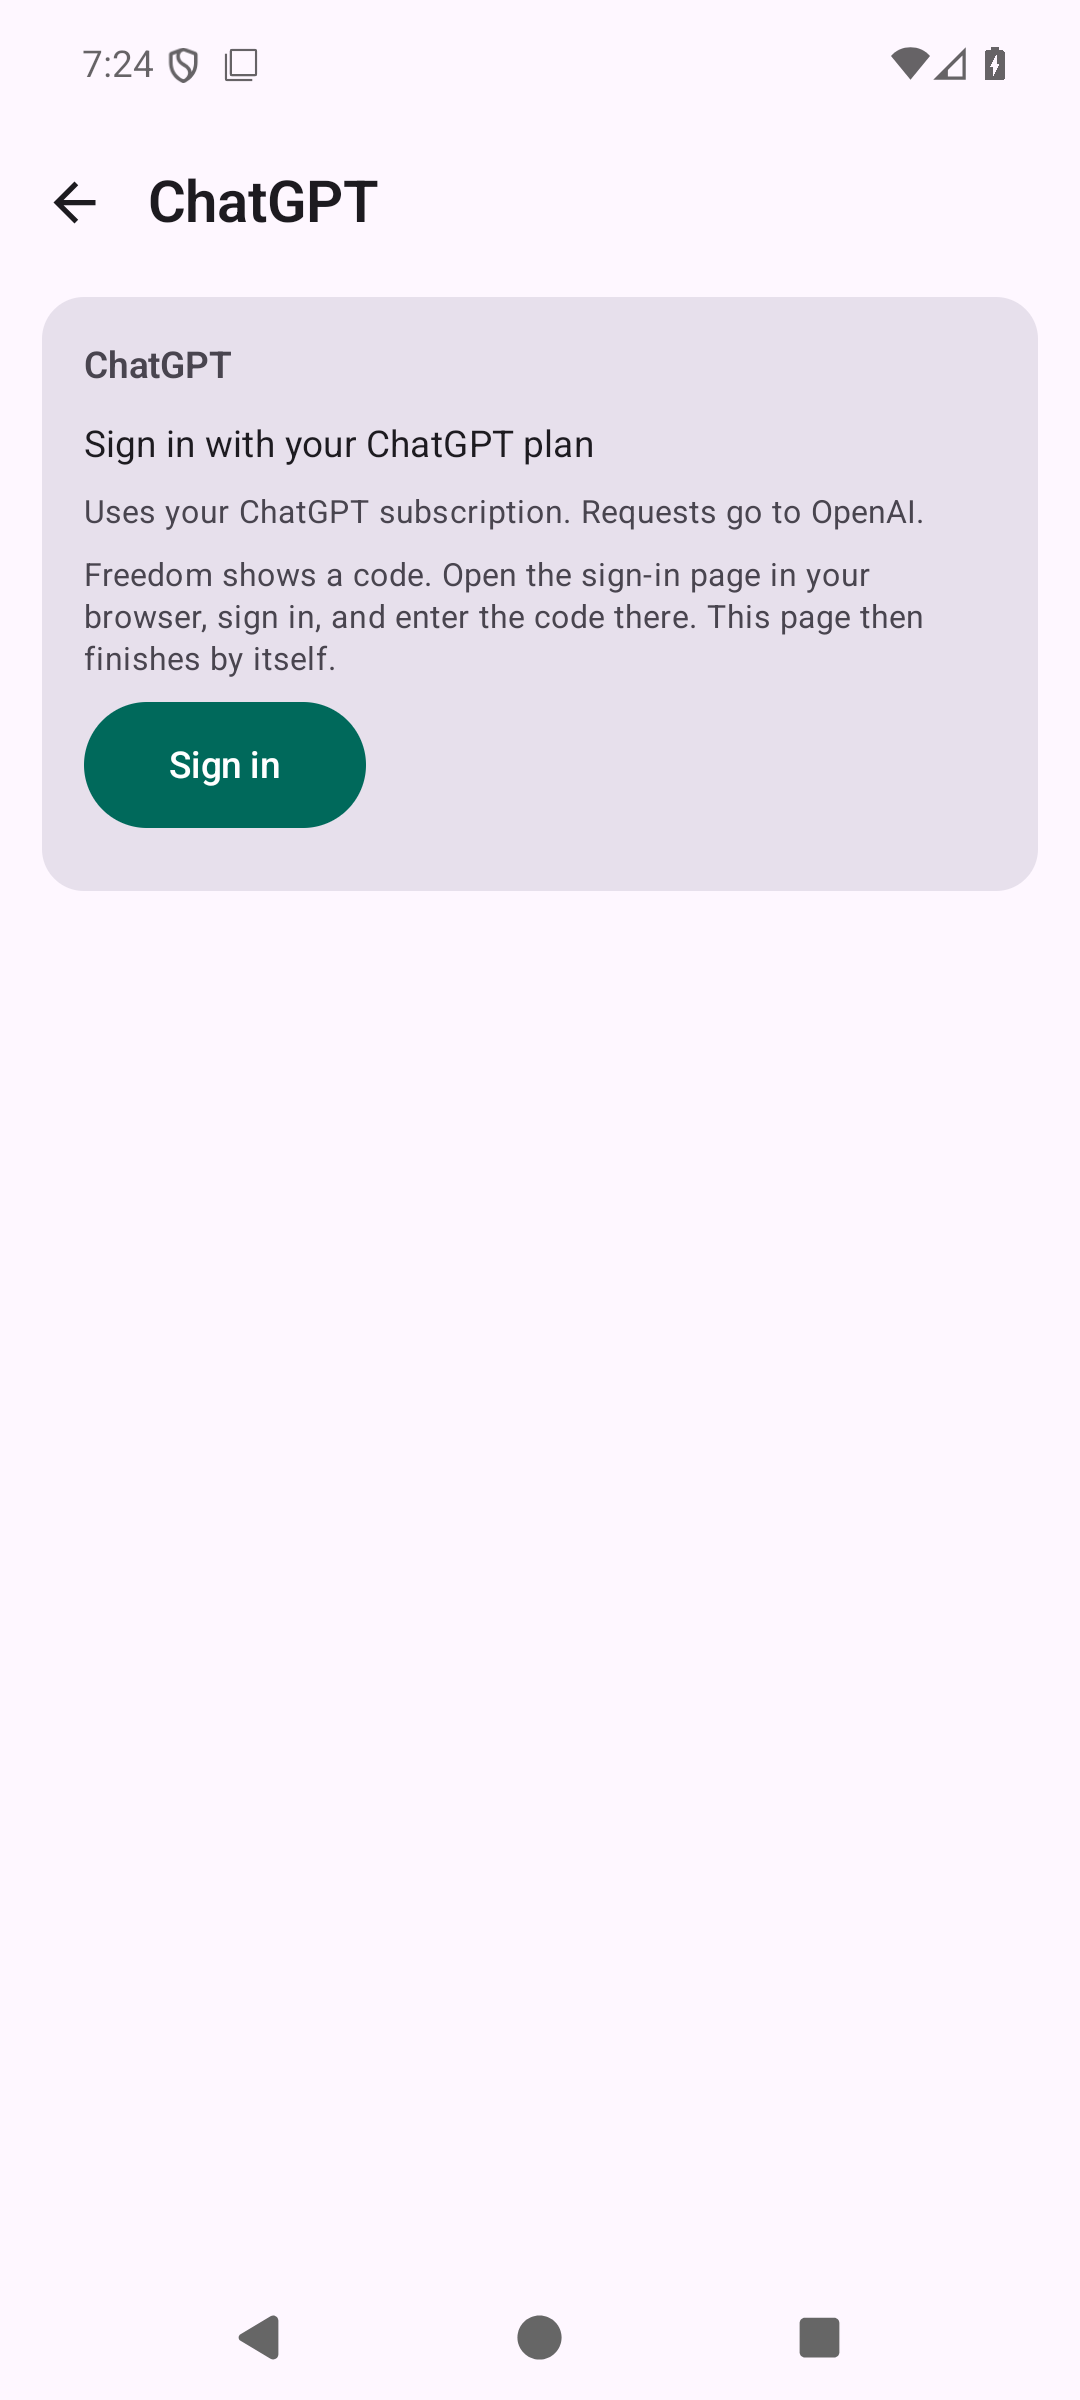 7:24
ChatGPT
ChatGPT
Sign in with your ChatGPT plan
Uses your ChatGPT subscription. Requests go to OpenAI.
Freedom shows a code. Open the sign-in page in your
browser, sign in, and enter the code there. This page then
finishes by itself.
Sign in